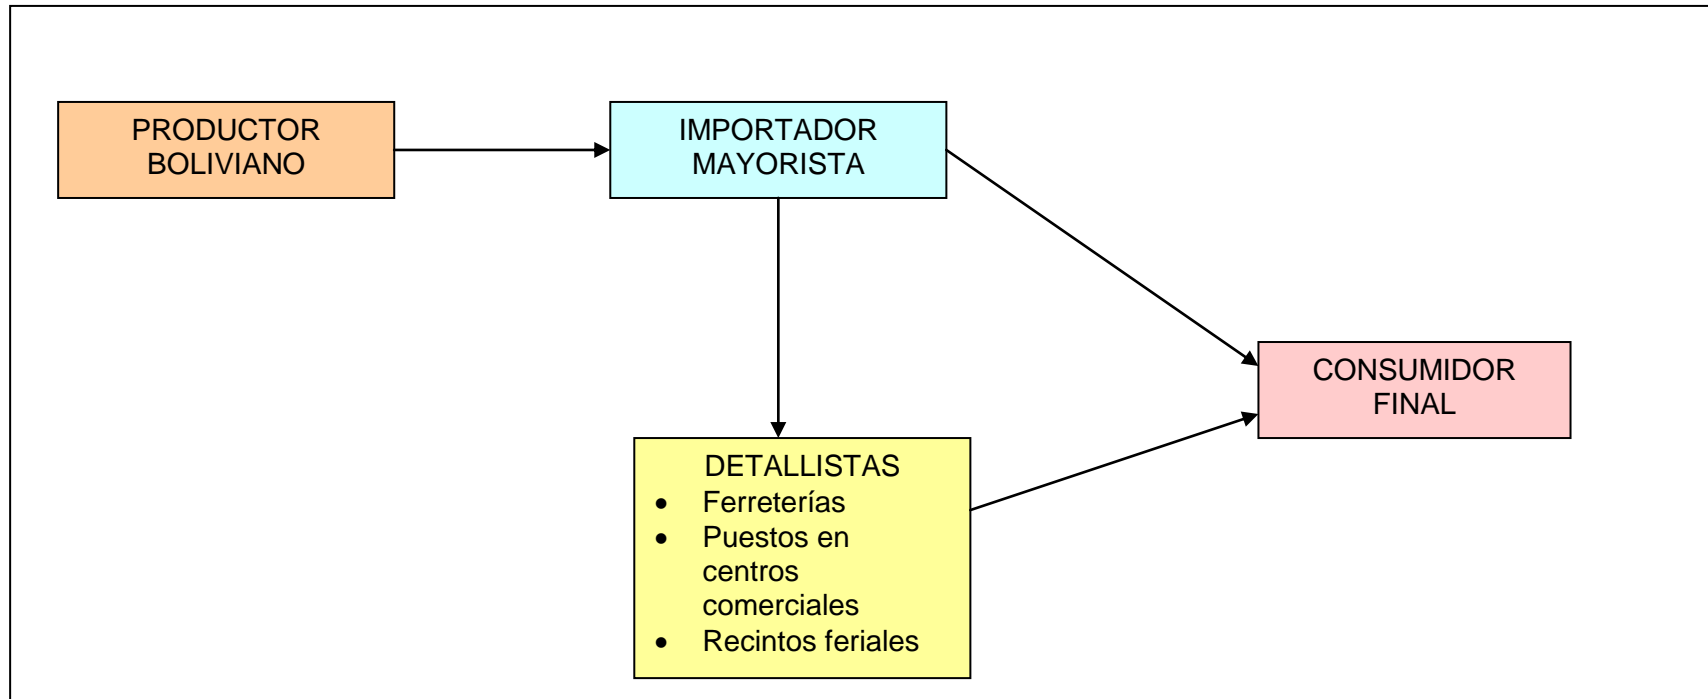 PRODUCTOR
BOLIVIANO
IMPORTADOR
MAYORISTA
CONSUMIDOR
FINAL
DETALLISTAS
• Ferreterías
• Puestos en
centros
comerciales
• Recintos feriales